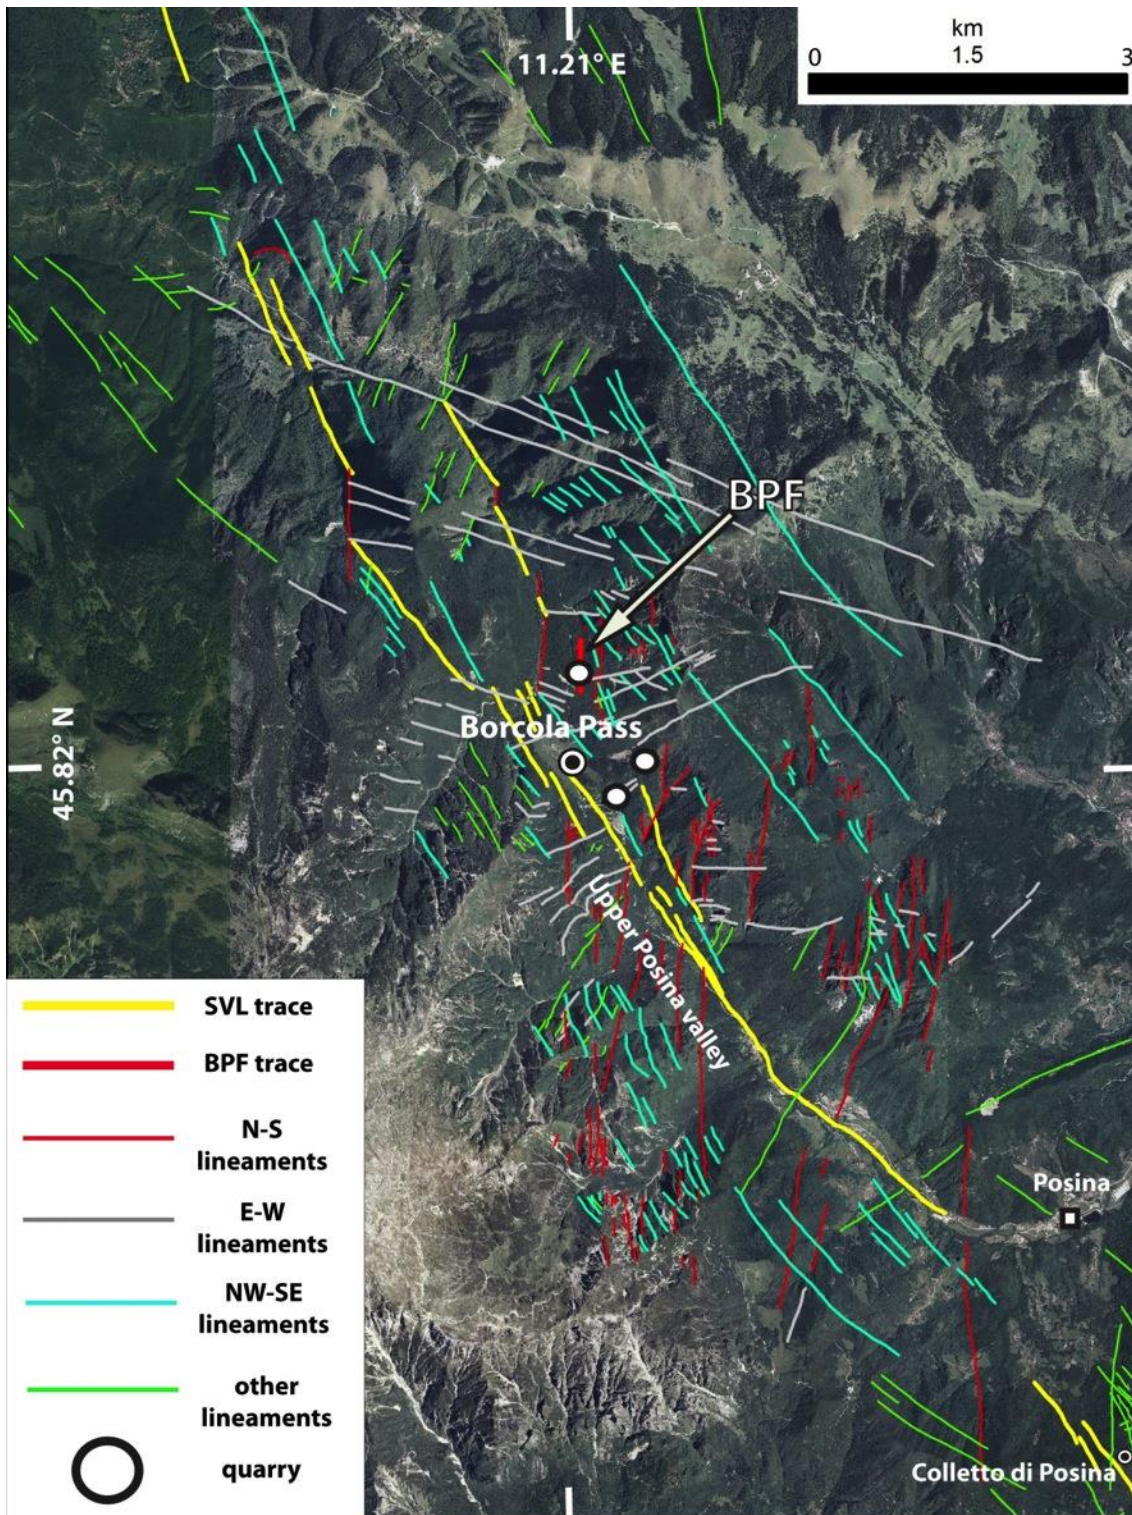 km
0 1.5 3
11.21° E
BPF
Borcola Pass
45.82° N
Upper Posina valley
SVL trace
BPF trace
N-S
lineaments
E-W
lineaments
NW-SE
lineaments
other
lineaments
quarry
Posina
Colletto di Posina